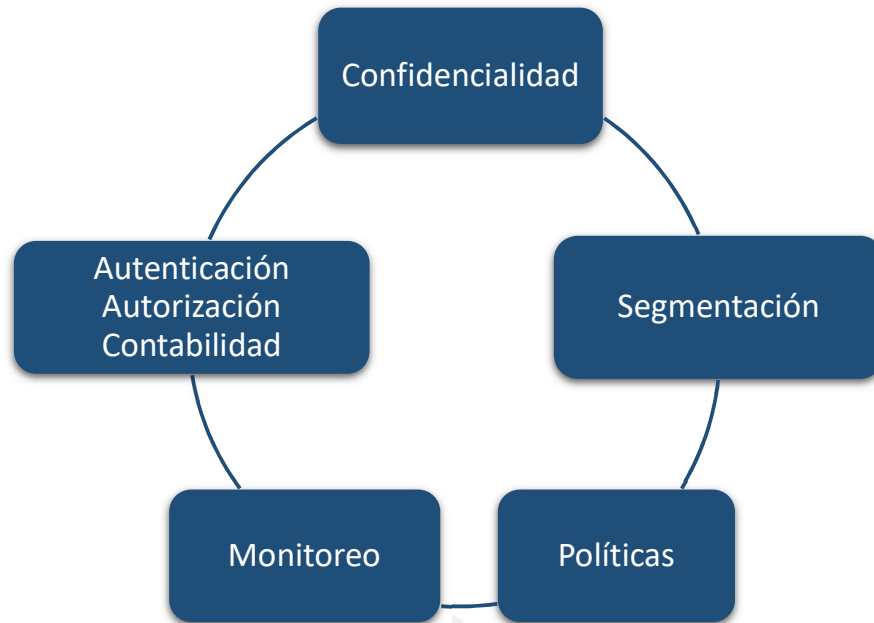 Confidencialidad
Autenticación
Autorización
Contabilidad
Segmentación
Monitoreo
Políticas